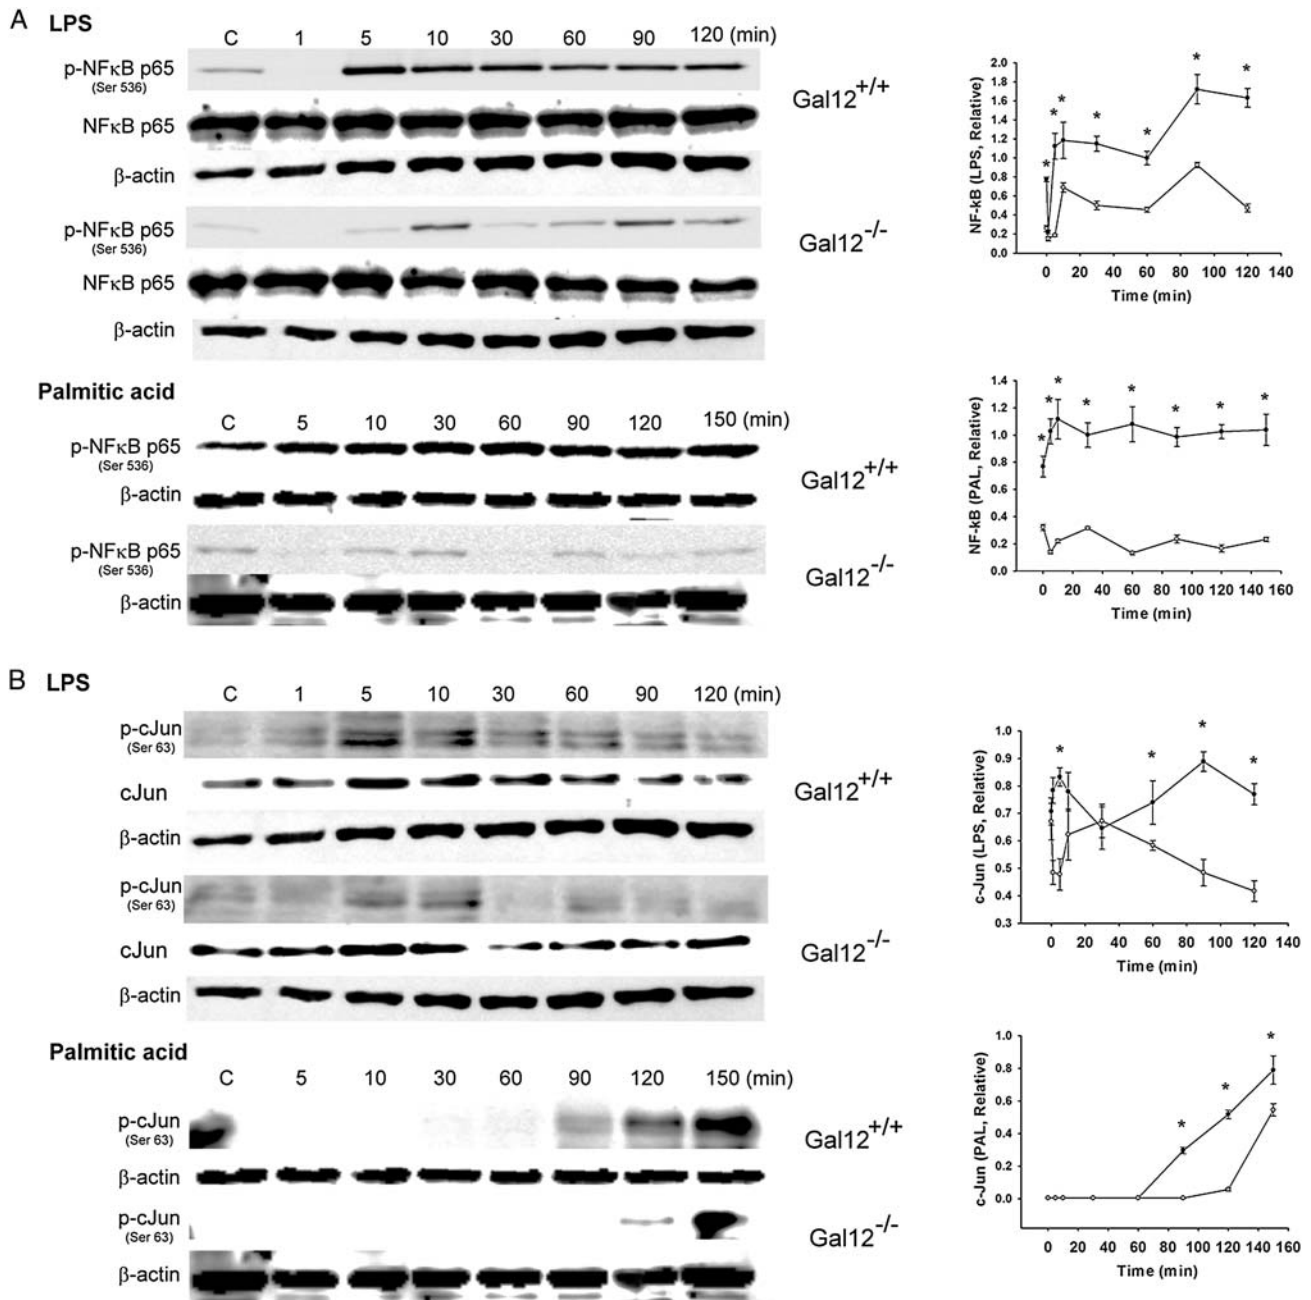 A LPS
C 1 5 10 30 60 90 120 (min)
p-NFκB p65
(Ser 536)
NFκB p65
β-actin
Gal12+/+
p-NFκB p65
(Ser 536)
NFκB p65
β-actin
Gal12-/-
NF-kB (LPS, Relative)
2.0
1.8
1.6
1.4
1.2
1.0
0.8
0.6
0.4
0.2
0.0
* * * * * * *
0 20 40 60 80 100 120 140
Time (min)
Palmitic acid
C 5 10 30 60 90 120 150 (min)
p-NFκB p65
(Ser 536)
β-actin
Gal12+/+
p-NFκB p65
(Ser 536)
β-actin
Gal12-/-
NF-kB (PAL, Relative)
1.4
1.2
1.0
0.8
0.6
0.4
0.2
0.0
* * * * * * * *
0 20 40 60 80 100 120 140 160
Time (min)
B LPS
C 1 5 10 30 60 90 120 (min)
p-cJun
(Ser 63)
cJun
β-actin
Gal12+/+
p-cJun
(Ser 63)
cJun
β-actin
Gal12-/-
c-Jun (LPS, Relative)
1.0
0.9
0.8
0.7
0.6
0.5
0.4
0.3
* * * *
0 20 40 60 80 100 120 140
Time (min)
Palmitic acid
C 5 10 30 60 90 120 150 (min)
p-cJun
(Ser 63)
β-actin
Gal12+/+
p-cJun
(Ser 63)
β-actin
Gal12-/-
c-Jun (PAL, Relative)
1.0
0.8
0.6
0.4
0.2
0.0
* * *
0 20 40 60 80 100 120 140 160
Time (min)